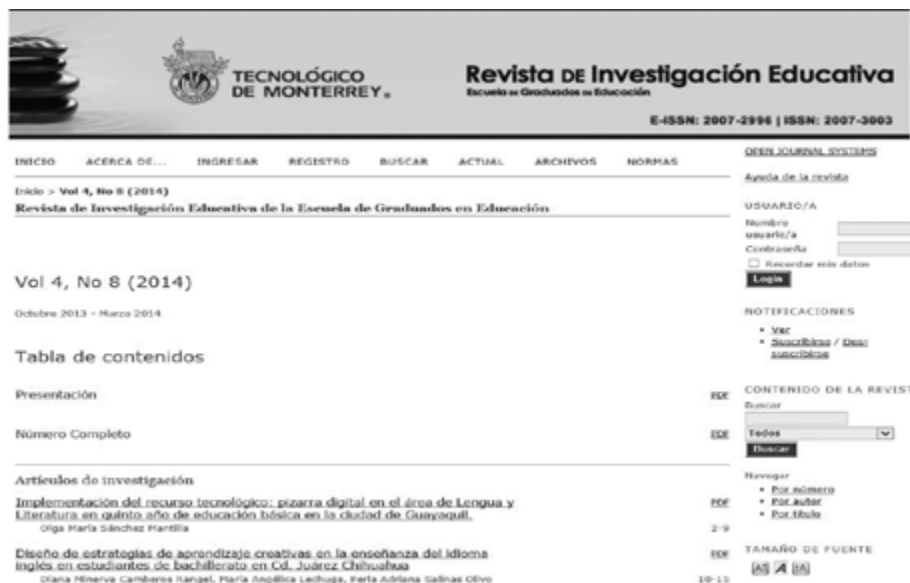 TECNOLÓGICO
DE MONTERREY®
Revista DE Investigación Educativa
Escuela DE Graduados EN Educación
E-ISSN: 2007-2996 | ISSN: 2007-3003
INICIO ACERCA DE... INGRESAR REGISTRO BUSCAR ACTUAL ARCHIVOS NORMAS
Inicio > Vol 4, No 8 (2014)
Revista de Investigación Educativa de la Escuela de Graduados en Educación
Vol 4, No 8 (2014)
Octubre 2013 - Marzo 2014
Tabla de contenidos
Presentación PDF
Número Completo PDF
Artículos de investigación
Implementación del recurso tecnológico: pizarra digital en el área de Lengua y PDF
Literatura en quinto año de educación básica en la ciudad de Guayaquil.
Olga María Sánchez Mantilla 2-9
Diseño de estrategias de aprendizaje creativas en la enseñanza del idioma PDF
inglés en estudiantes de bachillerato en Cd. Juárez Chihuahua
Diana Minerva Camberos Rangel, María Angélica Lechuga, Perla Adriana Salinas Olivo 10-15
OPEN JOURNAL SYSTEMS
Ayuda de la revista
USUARIO/A
Nombre
usuario/a
Contraseña
Recordar mis datos
Login
NOTIFICACIONES
Ver
Suscribirse / Desu
suscribirse
CONTENIDO DE LA REVIST
Buscar
Todos
Buscar
Navegar
Por número
Por autor
Por título
TAMAÑO DE FUENTE
A A A